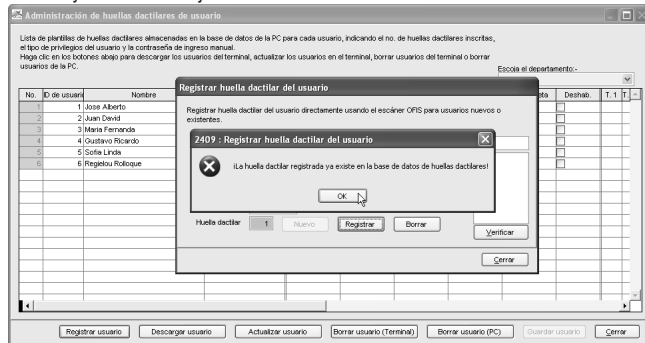 Administración de huellas dactilares de usuario
Lista de plantillas de huellas dactilares almacenadas en la base de datos de la PC para cada usuario, indicando el no. de huellas dactilares inscritas,
el tipo de privilegios del usuario y la contraseña de ingreso manual.
Haga clic en los botones abajo para descargar los usuarios del terminal, actualizar los usuarios en el terminal, borrar usuarios del terminal o borrar
usuarios de la PC.
Escoja el departamento:-
No. ID de usuari Nombre Deshab. T. 1 T.
1 1 Jose Alberto
2 2 Juan David
3 3 Maria Fernanda
4 4 Gustavo Ricardo
5 5 Sofia Linda
6 6 Regielou Rolloque
Registrar huella dactilar del usuario
Registrar huella dactilar del usuario directamente usando el escáner OFIS para usuarios nuevos o
existentes.
2409 : Registrar huella dactilar del usuario
¡La huella dactilar registrada ya existe en la base de datos de huellas dactilares!
OK
Huella dactilar 1 Nuevo Registrar Borrar
Verificar
Cerrar
Registrar usuario Descargar usuario Actualizar usuario Borrar usuario (Terminal) Borrar usuario (PC) Guardar usuario Cerrar